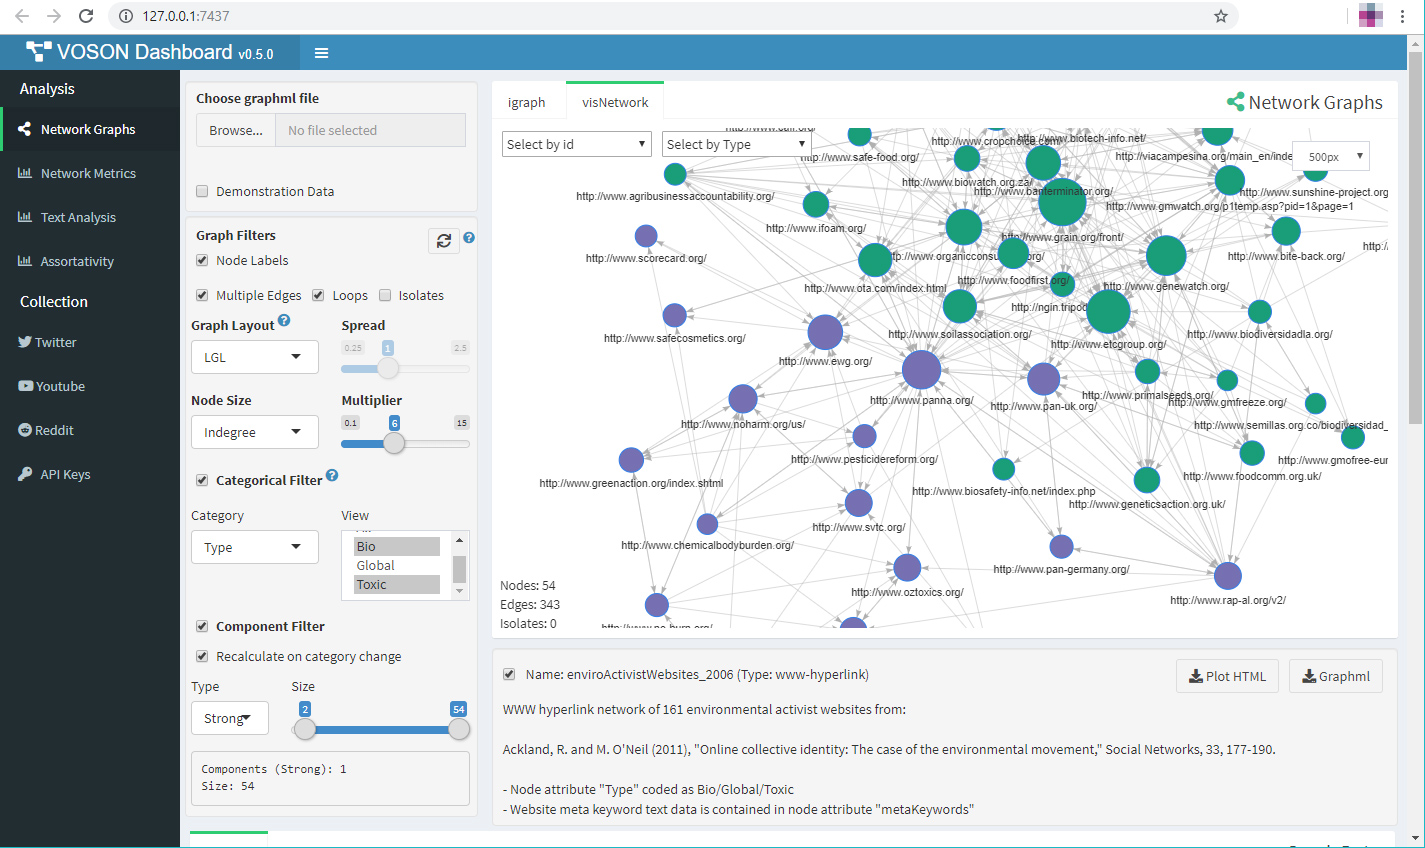 127.0.0.1:7437
VOSON Dashboard v0.5.0
Analysis
Network Graphs
Network Metrics
Text Analysis
Assortativity
Collection
Twitter
Youtube
Reddit
API Keys
Choose graphml file
Browse...
No file selected
Demonstration Data
Graph Filters
Node Labels
Multiple Edges
Loops
Isolates
Graph Layout
Spread
LGL
0.25
1
2.5
Node Size
Multiplier
Indegree
0.1
6
15
Categorical Filter
Category
View
Type
Bio
Global
Toxic
Component Filter
Recalculate on category change
Type
Size
Strong
2
54
Components (Strong): 1
Size: 54
igraph
visNetwork
Network Graphs
Select by id
Select by Type
500px
http://www.cropchoice.com/
http://www.biotech-info.net/
http://www.safe-food.org/
http://viacampesina.org/main_en/inde
http://www.biowatch.org.za/
http://www.banterminator.org/
http://www.sunshine-project.org
http://www.agribusinessaccountability.org/
http://www.gmwatch.org/p1temp.asp?pid=1&page=1
http://www.ifoam.org/
http://www.grain.org/front/
http://www.scorecard.org/
http://www.bite-back.org/
http://www.foodfirst.org/
http://www.ota.com/index.html
http://www.genewatch.org/
http://ngin.tripod
http://www.safecosmetics.org/
http://www.soilassociation.org/
http://www.biodiversidadla.org/
http://www.etcgroup.org/
http://www.ewg.org/
http://www.panna.org/
http://www.pan-uk.org/
http://www.primalseeds.org/
http://www.gmfreeze.org/
http://www.noharm.org/us/
http://www.semillas.org.co/biodiversidad_
http://www.pesticidereform.org/
http://www.gmofree-eur
http://www.greenaction.org/index.shtml
http://www.foodcomm.org.uk/
http://www.biosafety-info.net/index.php
http://www.geneticsaction.org.uk/
http://www.svtc.org/
http://www.chemicalbodyburden.org/
http://www.pan-germany.org/
http://www.oztoxics.org/
http://www.rap-al.org/v2/
Nodes: 54
Edges: 343
Isolates: 0
Name: enviroActivistWebsites_2006 (Type: www-hyperlink)
Plot HTML
Graphml
WWW hyperlink network of 161 environmental activist websites from:
Ackland, R. and M. O'Neil (2011), "Online collective identity: The case of the environmental movement," Social Networks, 33, 177-190.
- Node attribute "Type" coded as Bio/Global/Toxic
- Website meta keyword text data is contained in node attribute "metaKeywords"